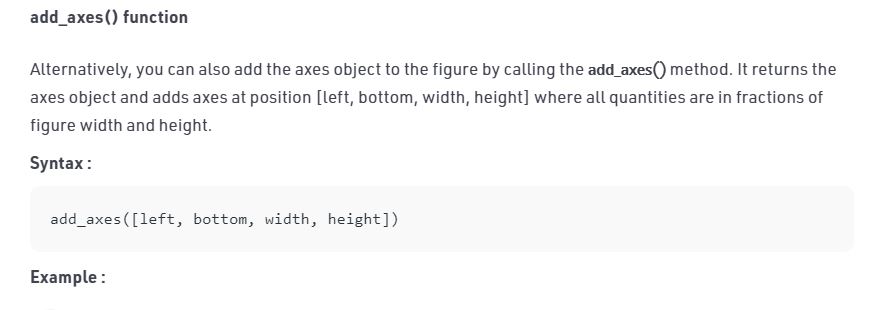 add_axes() function
Alternatively, you can also add the axes object to the figure by calling the add_axes() method. It returns the
axes object and adds axes at position [left, bottom, width, height] where all quantities are in fractions of
figure width and height.
Syntax :
add_axes([left, bottom, width, height])
Example :